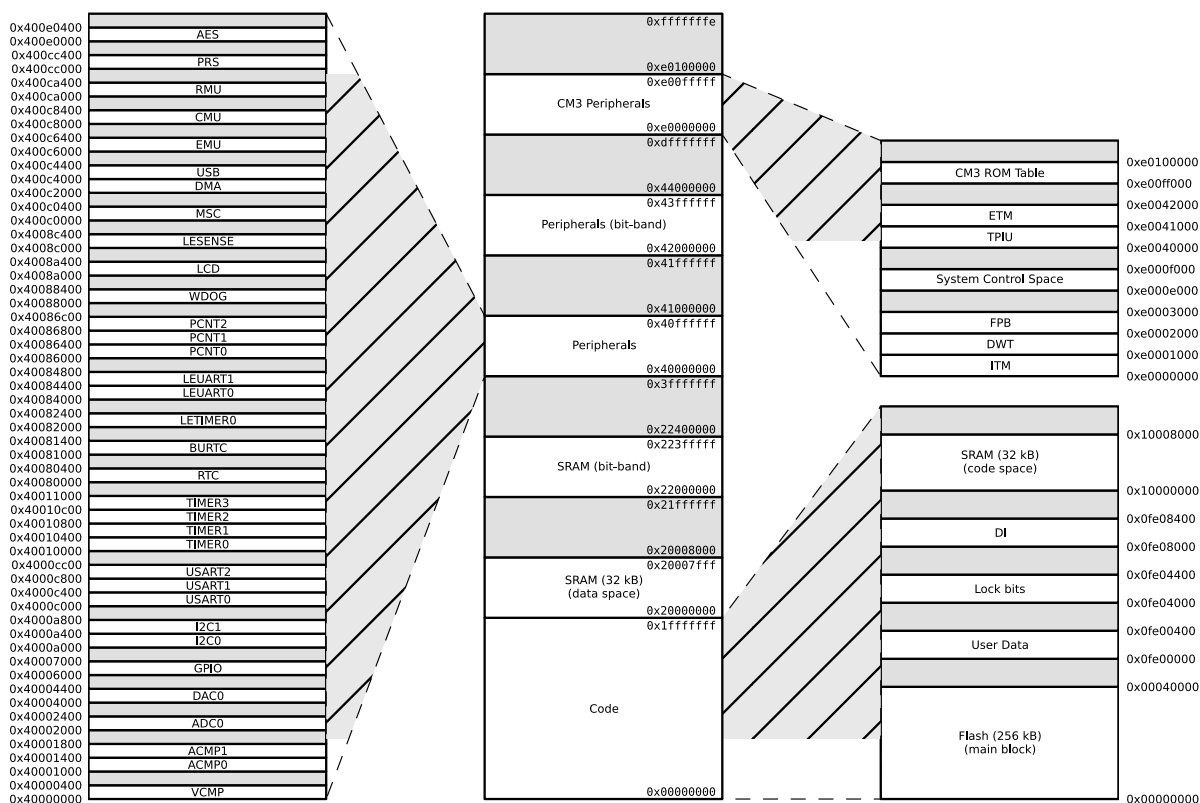 0x400e0400
AES
0x400e0000
0x400cc400
PRS
0x400cc000
0x400ca400
RMU
0x400ca000
0x400c8400
CMU
0x400c8000
0x400c6400
EMU
0x400c6000
0x400c4400
USB
0x400c4000
DMA
0x400c2000
0x400c0400
MSC
0x400c0000
0x4008c400
LESENSE
0x4008c000
0x4008a400
LCD
0x4008a000
0x40088400
WDOG
0x40088000
0x40086c00
PCNT2
0x40086800
PCNT1
0x40086400
PCNT0
0x40086000
0x40084800
LEUART1
0x40084400
LEUART0
0x40084000
0x40082400
LETIMER0
0x40082000
0x40081400
BURTC
0x40081000
0x40080400
RTC
0x40080000
0x40011000
TIMER3
0x40010c00
TIMER2
0x40010800
TIMER1
0x40010400
TIMER0
0x40010000
0x4000cc00
USART2
0x4000c800
USART1
0x4000c400
USART0
0x4000c000
0x4000a800
I2C1
0x4000a400
I2C0
0x4000a000
0x40007000
GPIO
0x40006000
0x40004400
DAC0
0x40004000
0x40002400
ADC0
0x40002000
0x40001800
ACMP1
0x40001400
ACMP0
0x40001000
0x40000400
VCMP
0x40000000
0xfffffffe
0xe0100000
0xe00fffff
CM3 Peripherals
0xe0000000
0xdfffffff
0x44000000
0x43ffffff
Peripherals (bit-band)
0x42000000
0x41ffffff
0x41000000
0x40ffffff
Peripherals
0x40000000
0x3fffffff
0x22400000
0x223fffff
SRAM (bit-band)
0x22000000
0x21ffffff
0x20008000
0x20007fff
SRAM (32 kB)
(data space)
0x20000000
0x1fffffff
Code
0x00000000
0xe0100000
CM3 ROM Table
0xe00ff000
0xe0042000
ETM
0xe0041000
TPIU
0xe0040000
0xe000f000
System Control Space
0xe000e000
0xe0003000
FPB
0xe0002000
DWT
0xe0001000
ITM
0xe0000000
0x10008000
SRAM (32 kB)
(code space)
0x10000000
0x0fe08400
DI
0x0fe08000
0x0fe04400
Lock bits
0x0fe04000
0x0fe00400
User Data
0x0fe00000
0x00040000
Flash (256 kB)
(main block)
0x00000000